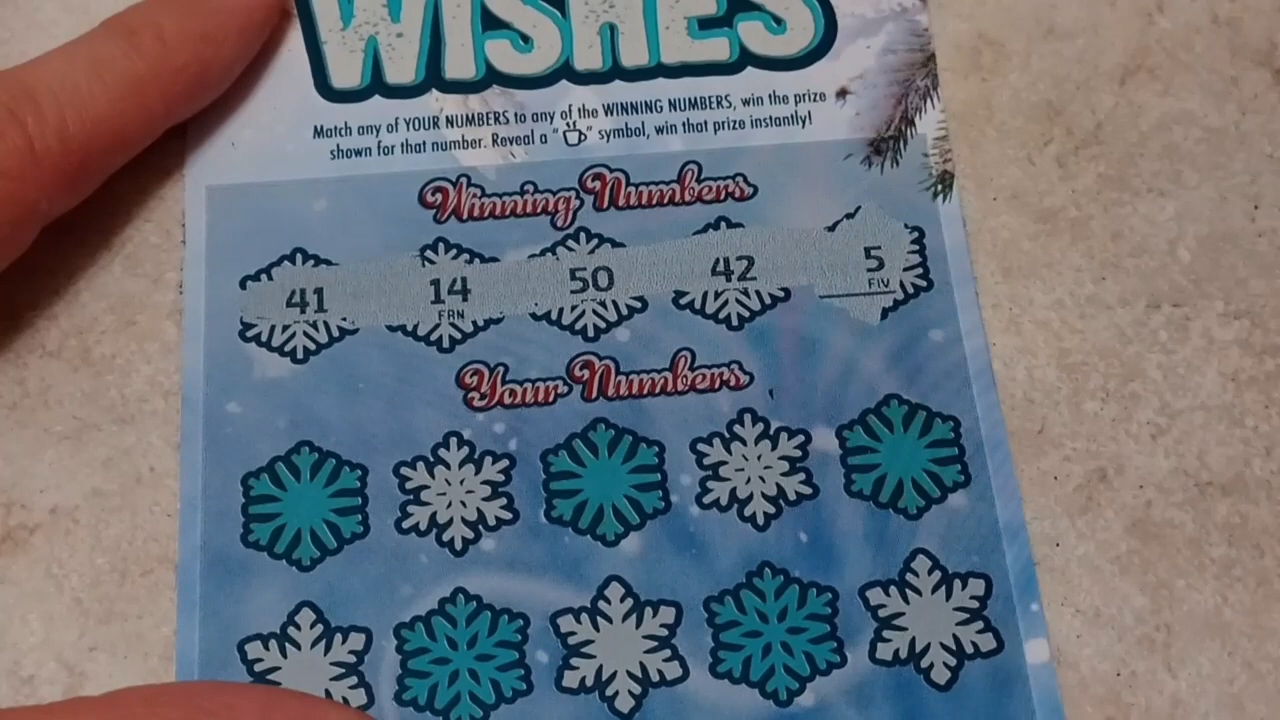 WISHES
Match any of YOUR NUMBERS to any of the WINNING NUMBERS, win the prize
shown for that number. Reveal a " " symbol, win that prize instantly!
Winning Numbers
41 14 50 42 5
FRN FIV
Your Numbers